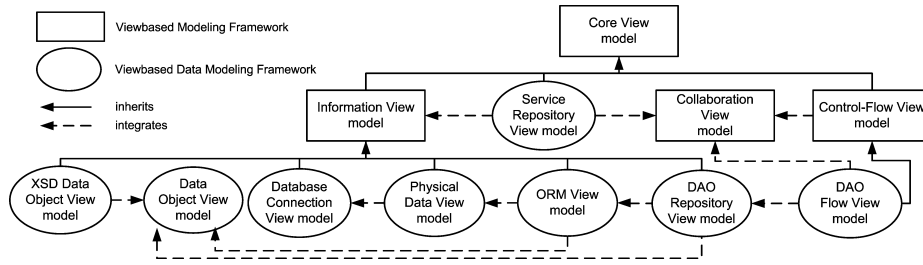 Viewbased Modeling Framework
Viewbased Data Modeling Framework
inherits
integrates
Core View
model
Information View
model
Service
Repository
View model
Collaboration
View
model
Control-Flow View
model
XSD Data
Object View
model
Data
Object View
model
Database
Connection
View model
Physical
Data View
model
ORM View
model
DAO
Repository
View model
DAO
Flow View
model